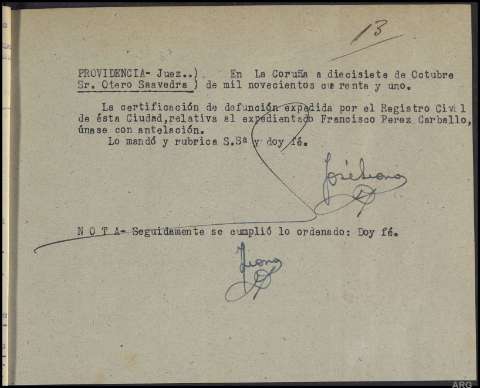 13
PROVIDENCIA- Juez..) En La Coruña a diecisiete de Octubre
Sr. Otero Saavedra ) de mil novecientos cuarenta y uno.
La certificación de defunción expedida por el Registro Civil
de ésta Ciudad,relativa al expedientado Francisco Perez Carballo,
únase con antelación.
Lo mandó y rubrica S.Sª y doy fé.
N O T A- Seguidamente se cumplió lo ordenado: Doy fé.
ARG